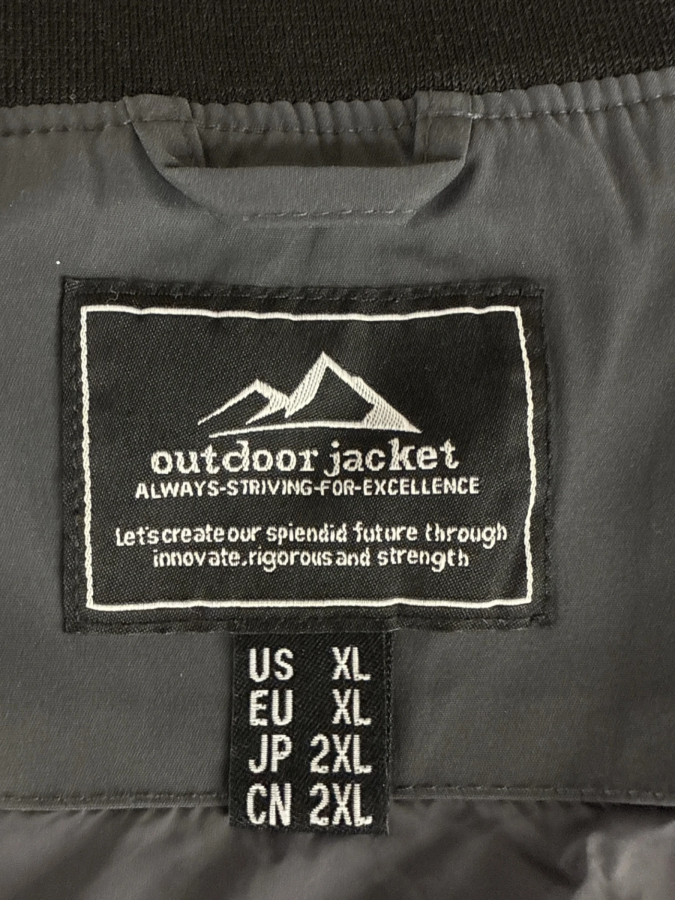 outdoor jacket
ALWAYS-STRIVING-FOR-EXCELLENCE
Let's create our spiendid future through
innovate.rigorous and strength
US XL
EU XL
JP 2XL
CN 2XL